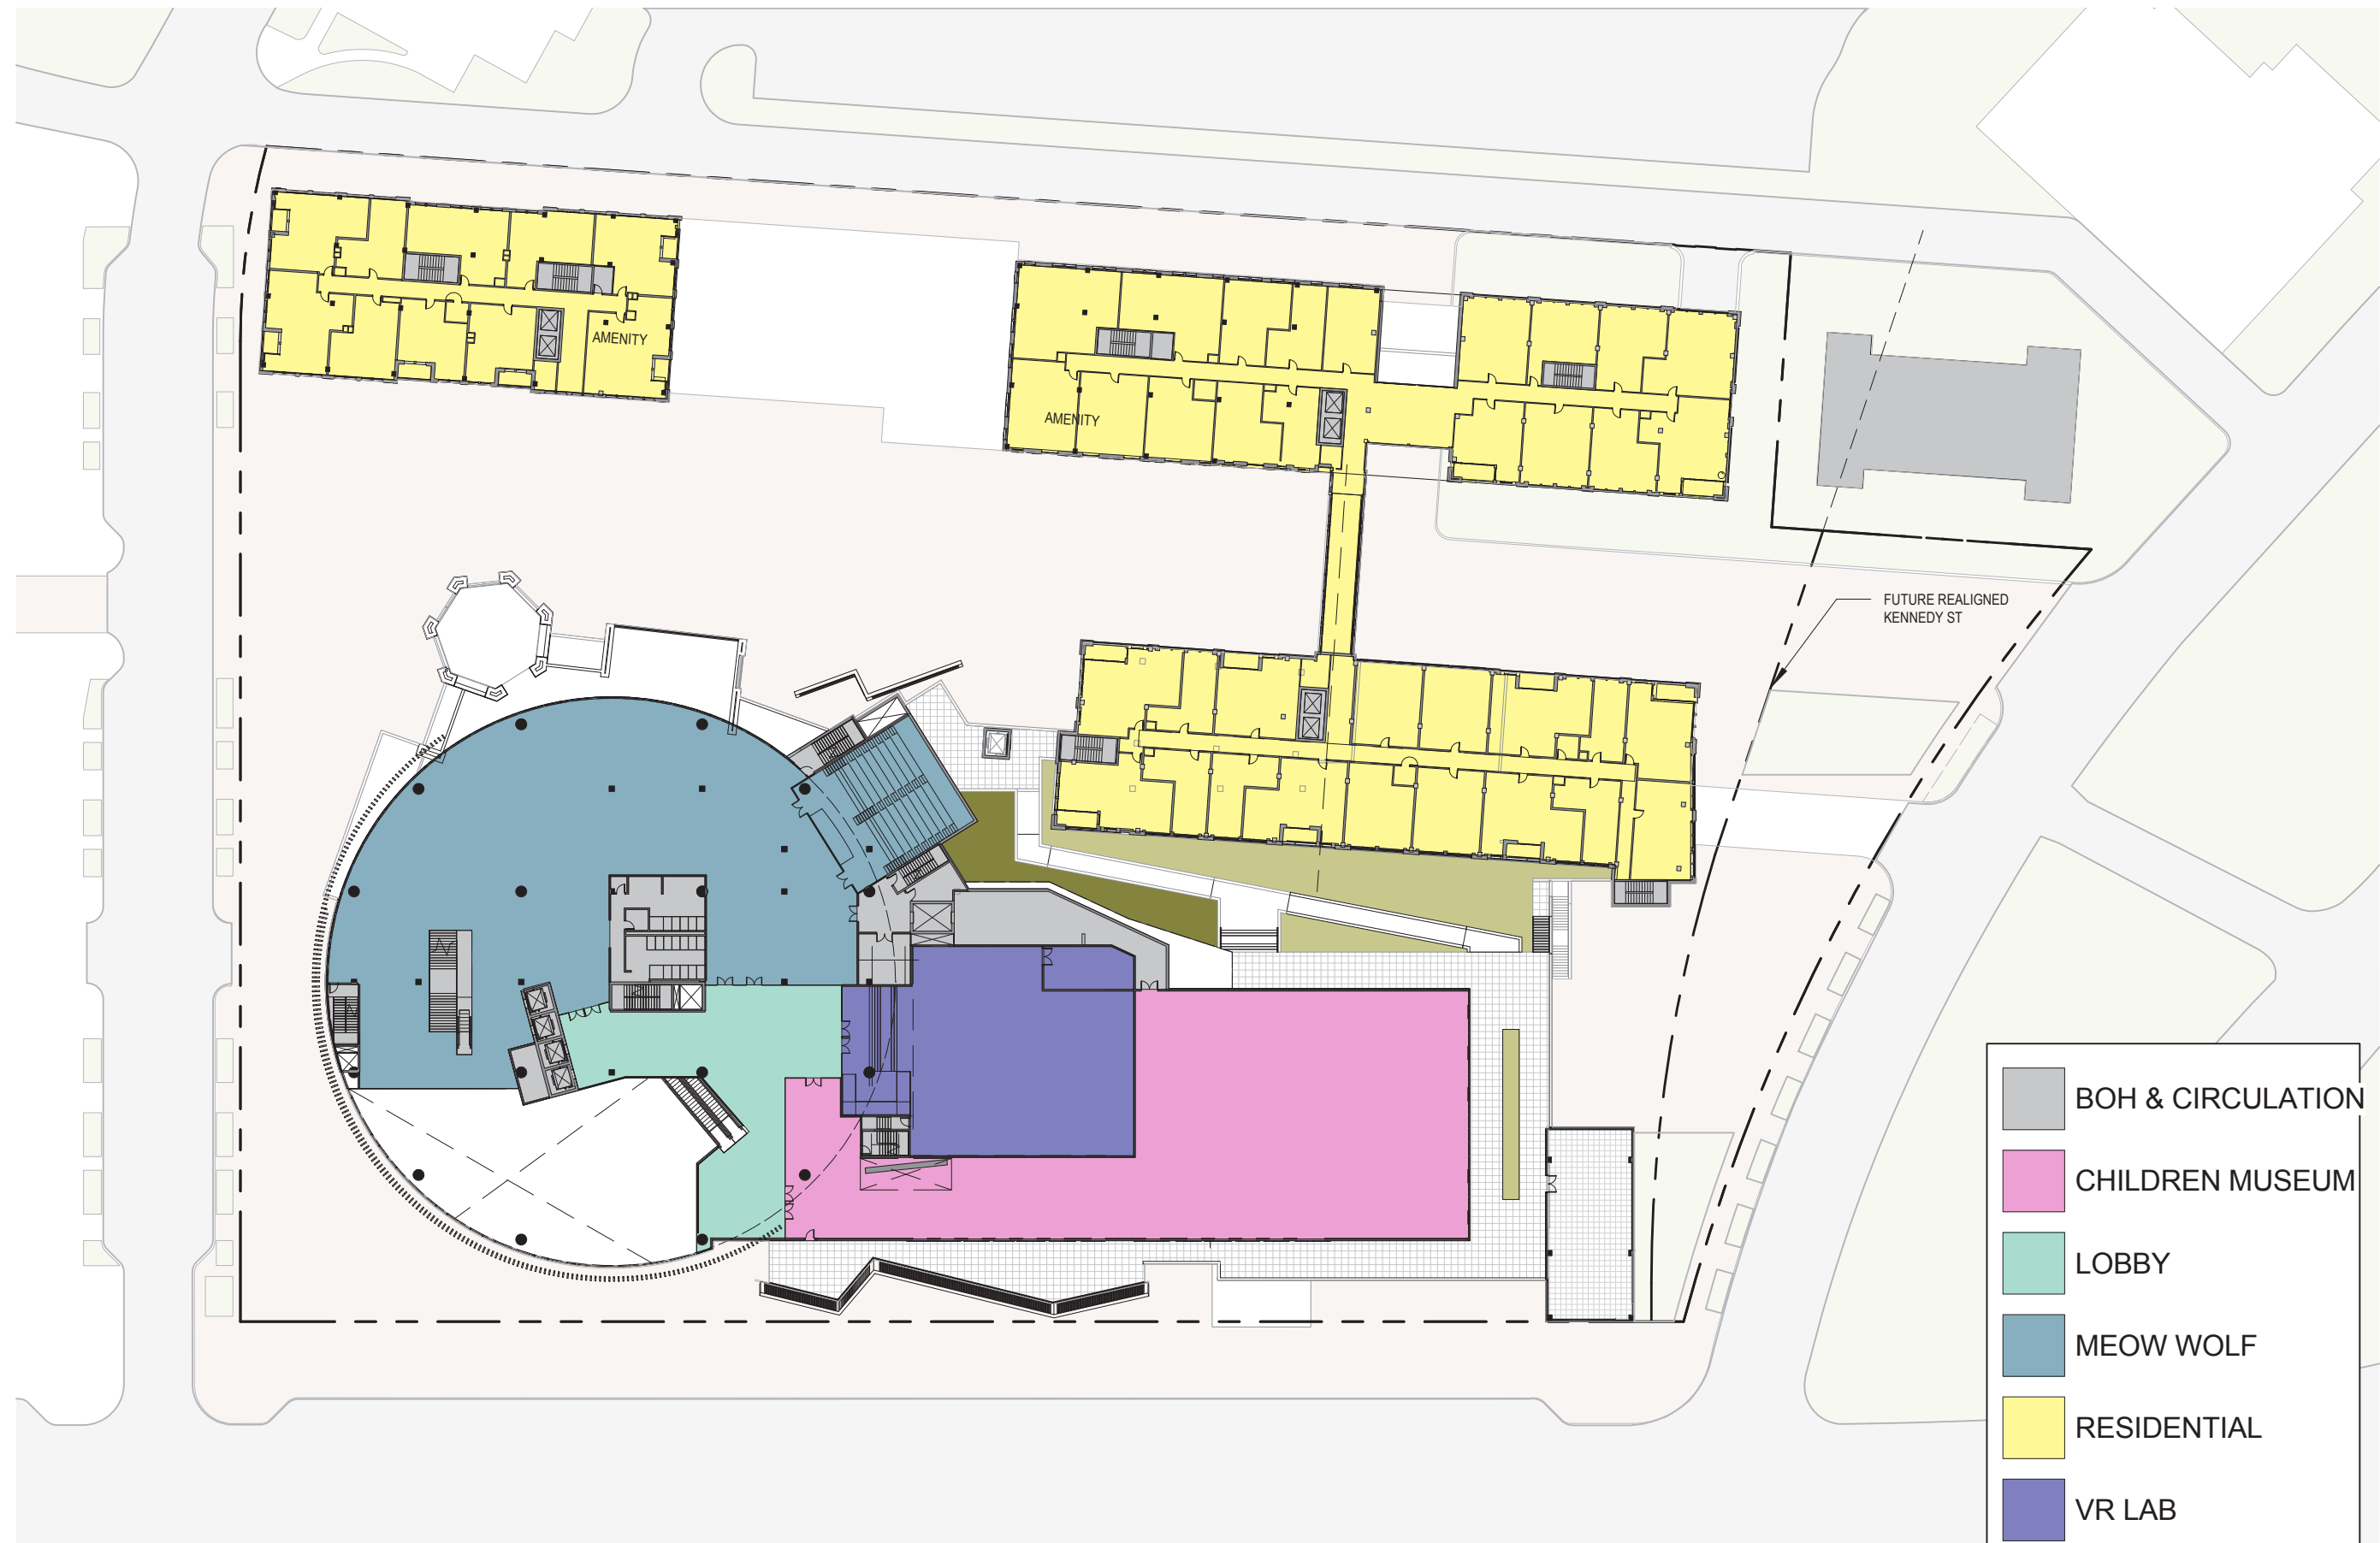 AMENITY
AMENITY
FUTURE REALIGNED
KENNEDY ST
BOH & CIRCULATION
CHILDREN MUSEUM
LOBBY
MEOW WOLF
RESIDENTIAL
VR LAB